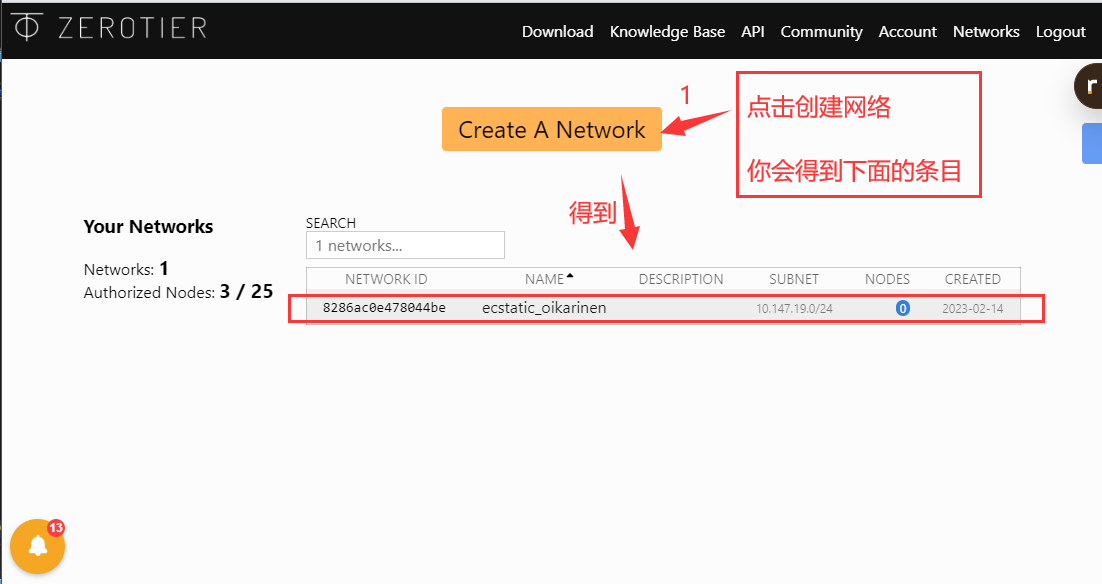 ZEROTIER
Download Knowledge Base API Community Account Networks Logout
1
Create A Network
点击创建网络
你会得到下面的条目
得到
Your Networks
Networks: 1
Authorized Nodes: 3 / 25
SEARCH
1 networks...
NETWORK ID NAME DESCRIPTION SUBNET NODES CREATED
8286ac0e478044be ecstatic_oikarinen 10.147.19.0/24 0 2023-02-14
r
13